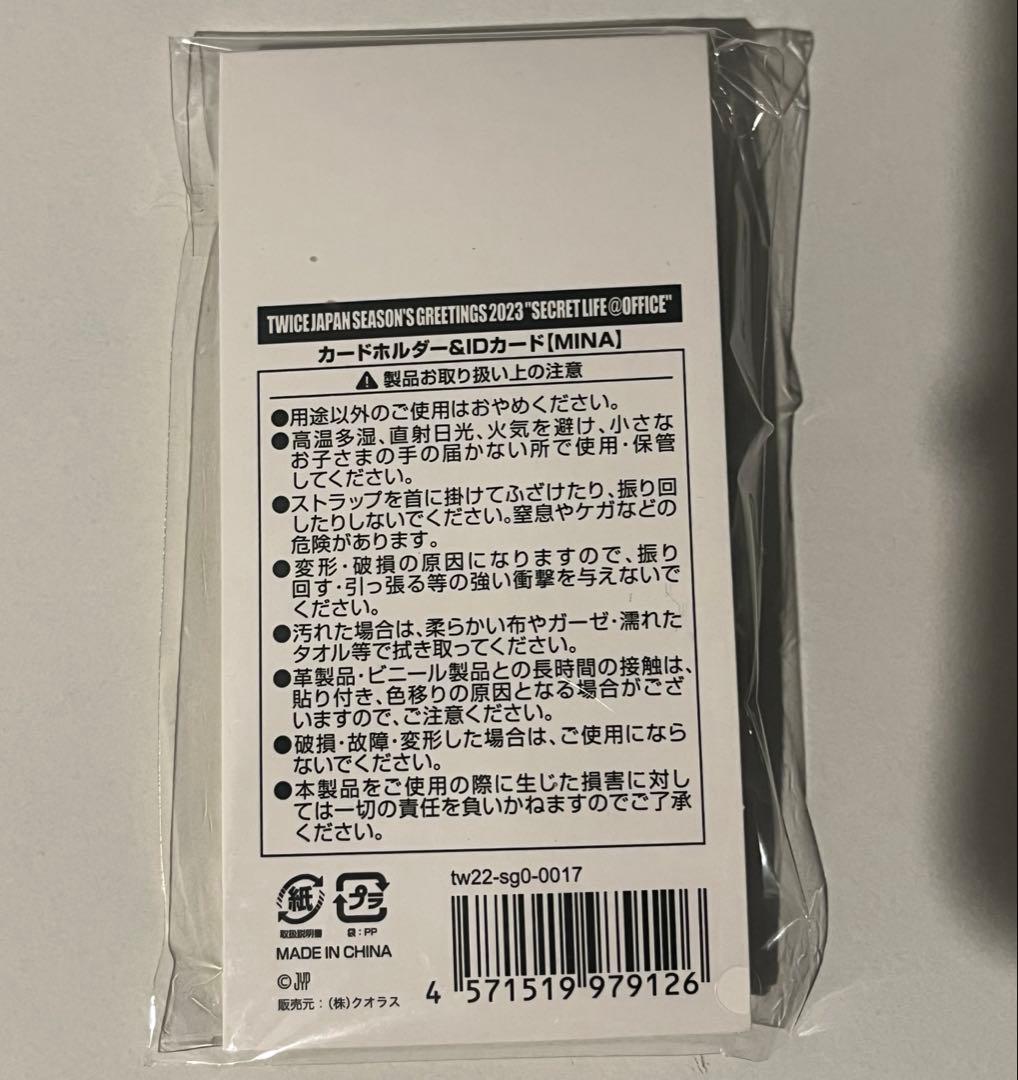 TWICE JAPAN SEASON'S GREETINGS 2023 "SECRET LIFE @OFFICE"
カードホルダー&IDカード【MINA】
製品お取り扱い上の注意
●用途以外のご使用はおやめください。
●高温多湿、直射日光、火気を避け、小さな
お子さまの手の届かない所で使用・保管
してください。
●ストラップを首に掛けてふざけたり、振り回
したりしないでください。窒息やケガなどの
危険があります。
●変形・破損の原因になりますので、振り
回す・引っ張る等の強い衝撃を与えないで
ください。
●汚れた場合は、柔らかい布やガーゼ・濡れた
タオル等で拭き取ってください。
●革製品・ビニール製品との長時間の接触は、
貼り付き、色移りの原因となる場合がござ
いますので、ご注意ください。
●破損・故障・変形した場合は、ご使用になら
ないでください。
●本製品をご使用の際に生じた損害に対し
ては一切の責任を負いかねますのでご了承
ください。
紙 プラ
取扱説明書 袋:PP
MADE IN CHINA
© JYP
販売元:(株)クオラス
tw22-sg0-0017
4 571519 979126